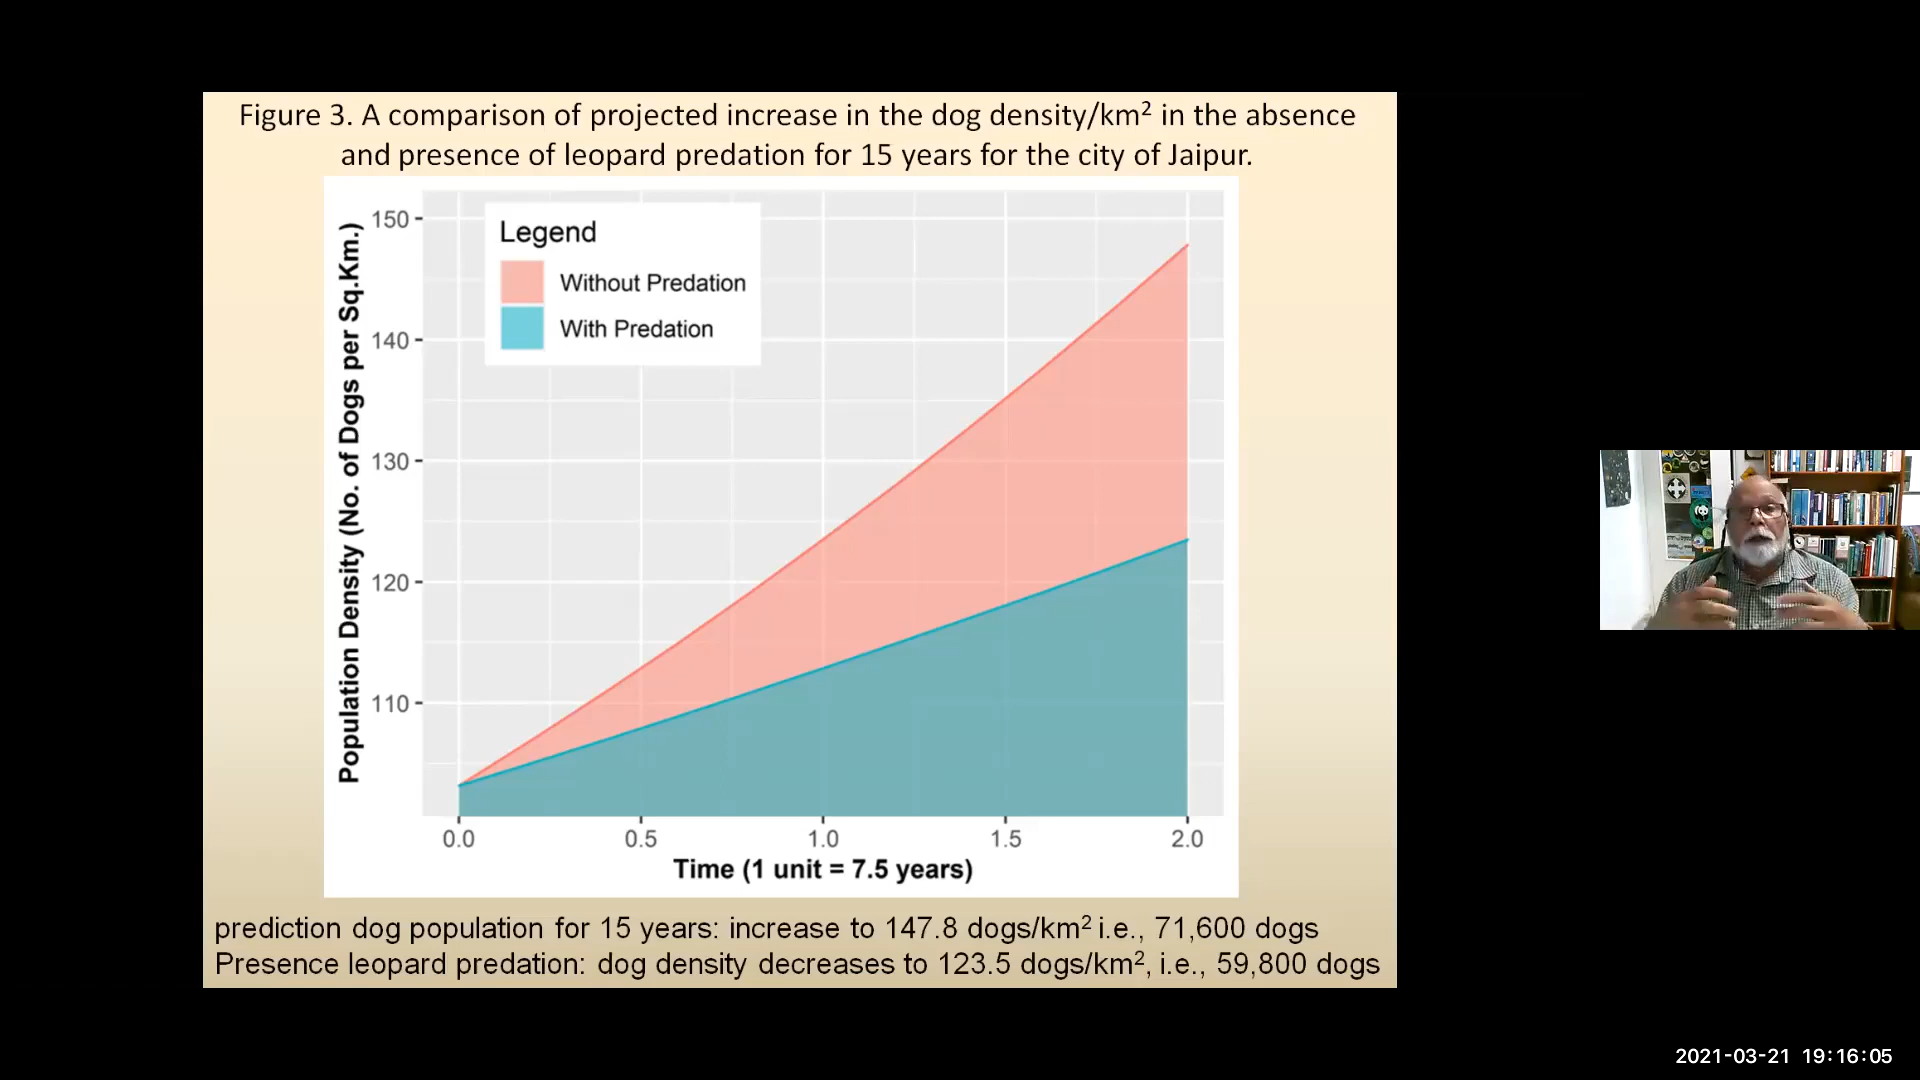 Figure 3. A comparison of projected increase in the dog density/km² in the absence
and presence of leopard predation for 15 years for the city of Jaipur.
Population Density (No. of Dogs per Sq.Km.)
150
140
130
120
110
Legend
Without Predation
With Predation
0.0 0.5 1.0 1.5 2.0
Time (1 unit = 7.5 years)
prediction dog population for 15 years: increase to 147.8 dogs/km² i.e., 71,600 dogs
Presence leopard predation: dog density decreases to 123.5 dogs/km², i.e., 59,800 dogs
2021-03-21 19:16:05